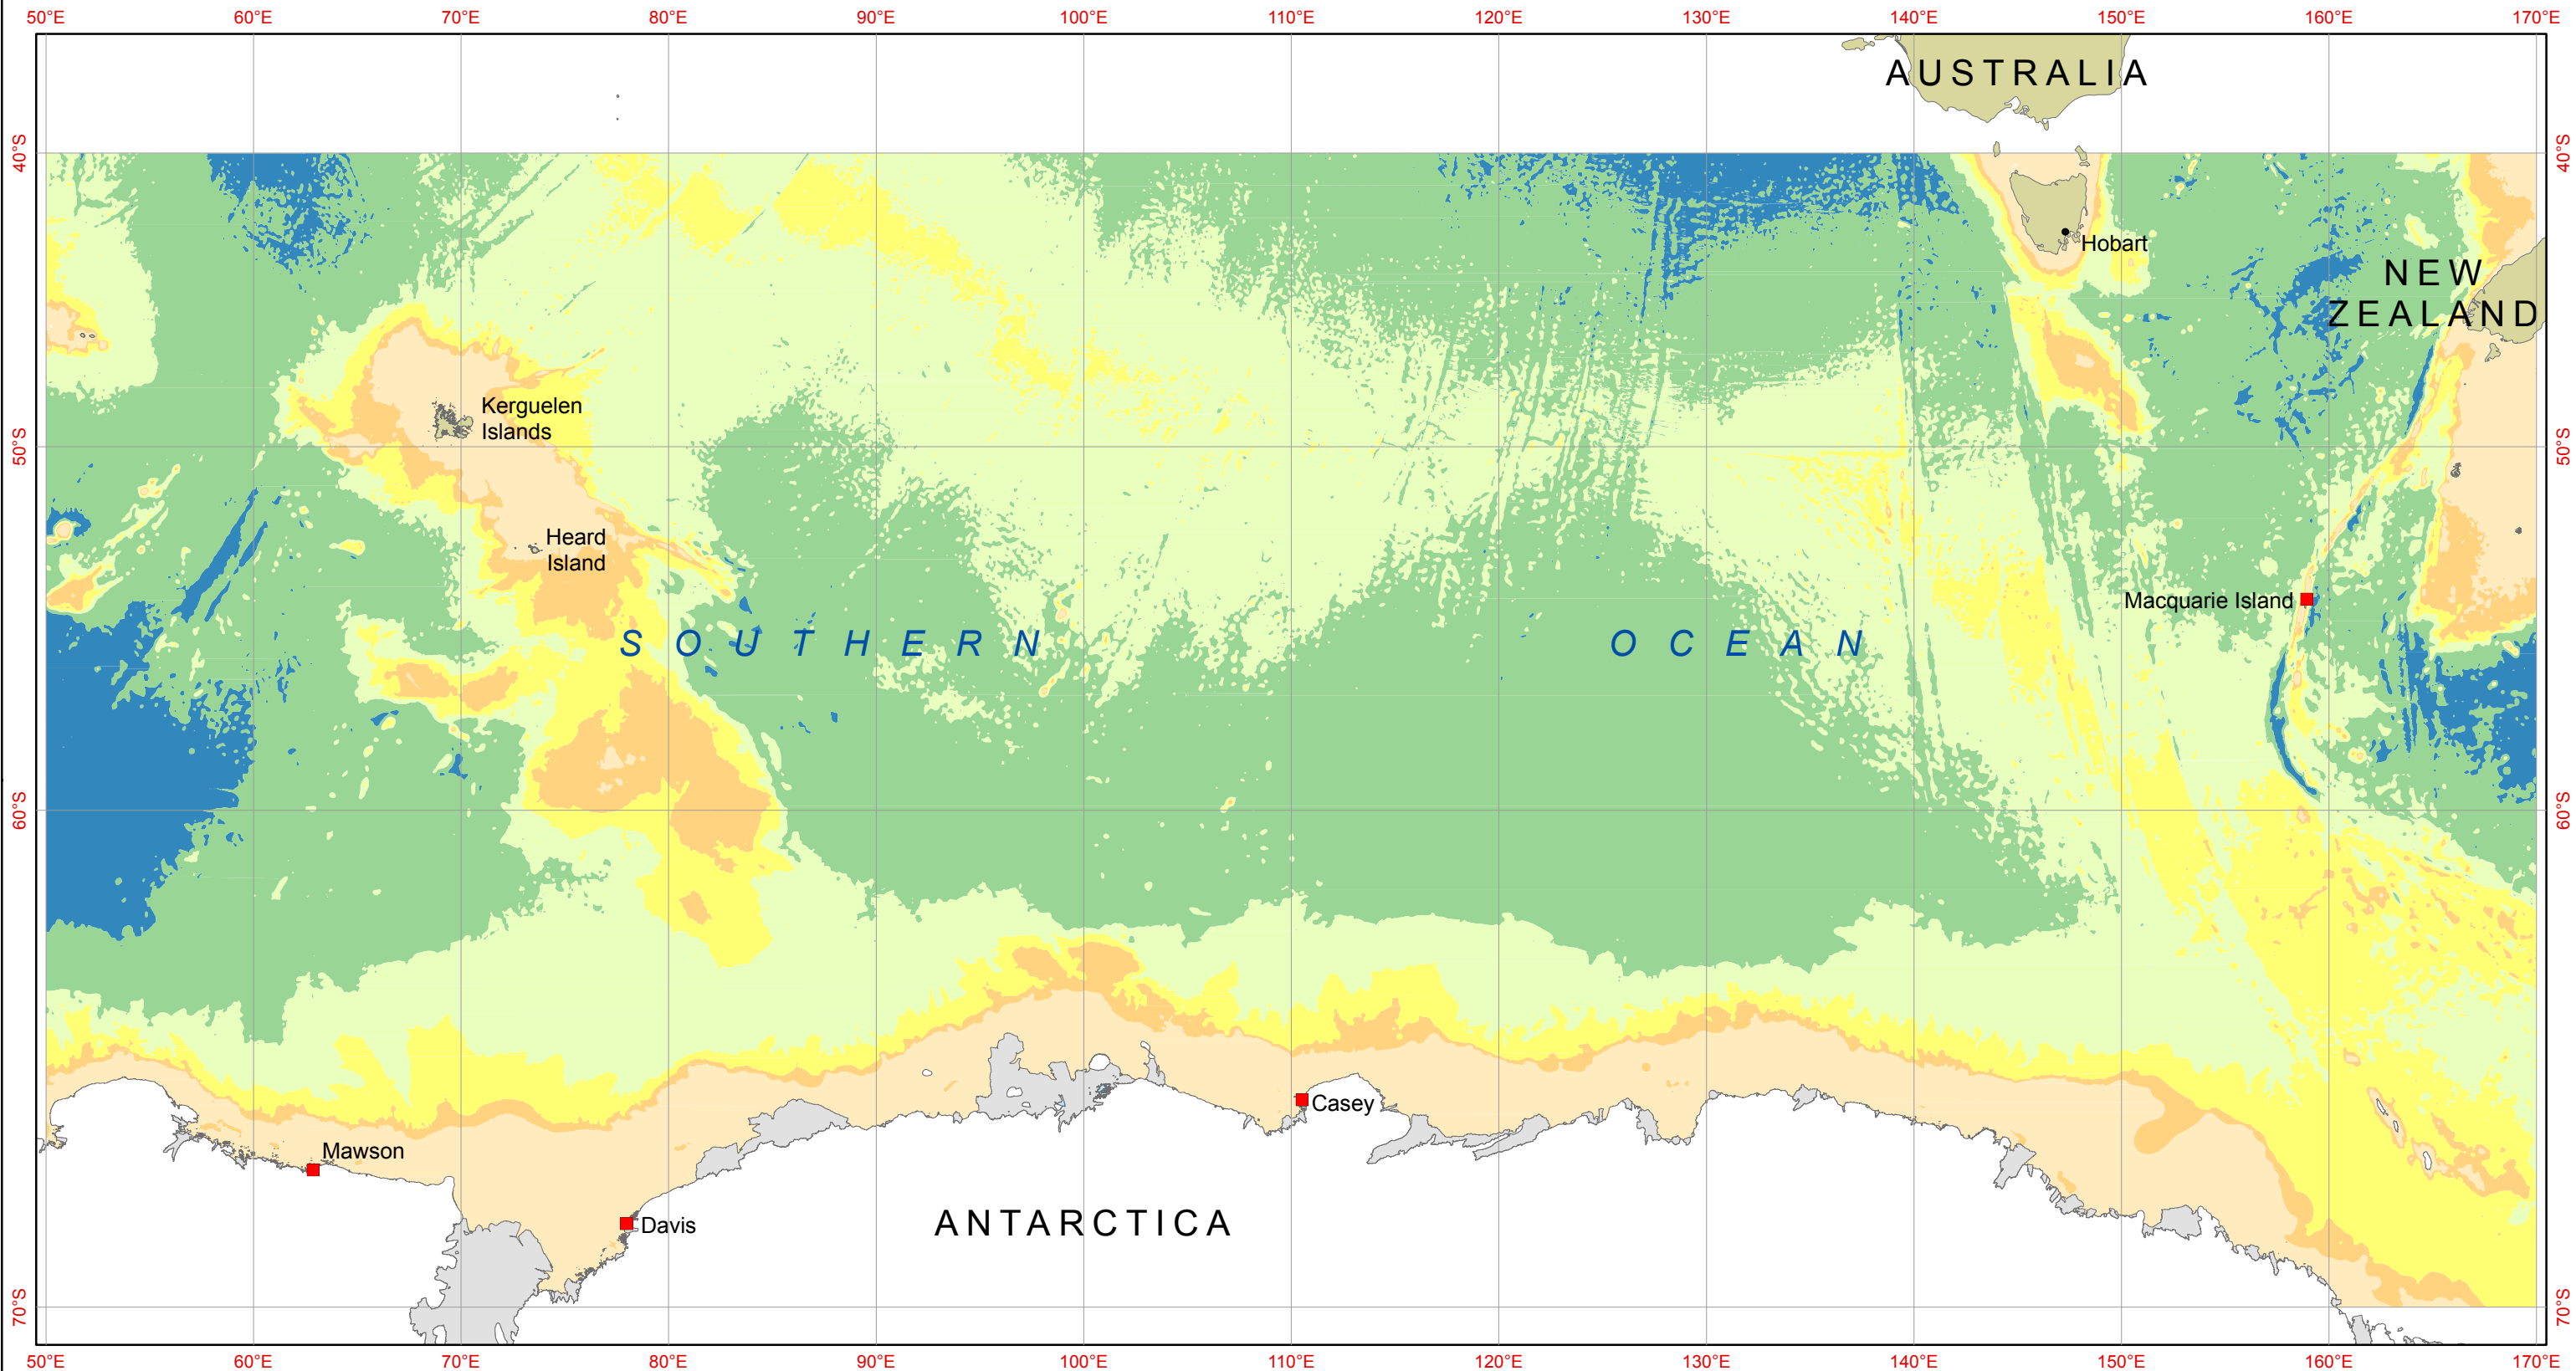 50°E 60°E 70°E 80°E 90°E 100°E 110°E 120°E 130°E 140°E 150°E 160°E 170°E
AUSTRALIA
40°S 40°S
Hobart
NEW
ZEALAND
Kerguelen
Islands
50°S 50°S
Heard
Island
Macquarie Island
SOUTHERN OCEAN
60°S 60°S
Casey
Mawson
Davis
ANTARCTICA
70°S 70°S
50°E 60°E 70°E 80°E 90°E 100°E 110°E 120°E 130°E 140°E 150°E 160°E 170°E